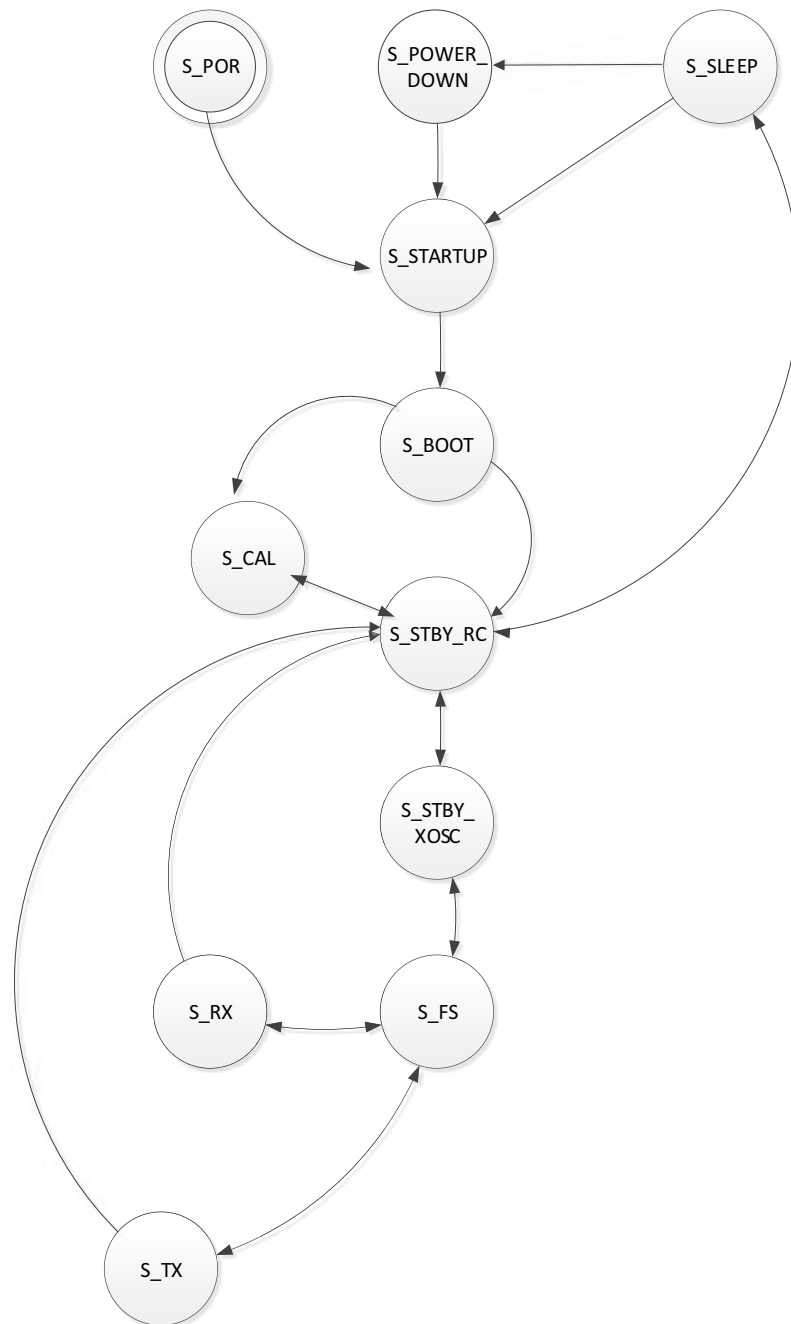 S_POR
S_POWER_
DOWN
S_SLEEP
S_STARTUP
S_BOOT
S_CAL
S_STBY_RC
S_STBY_
XOSC
S_RX
S_FS
S_TX